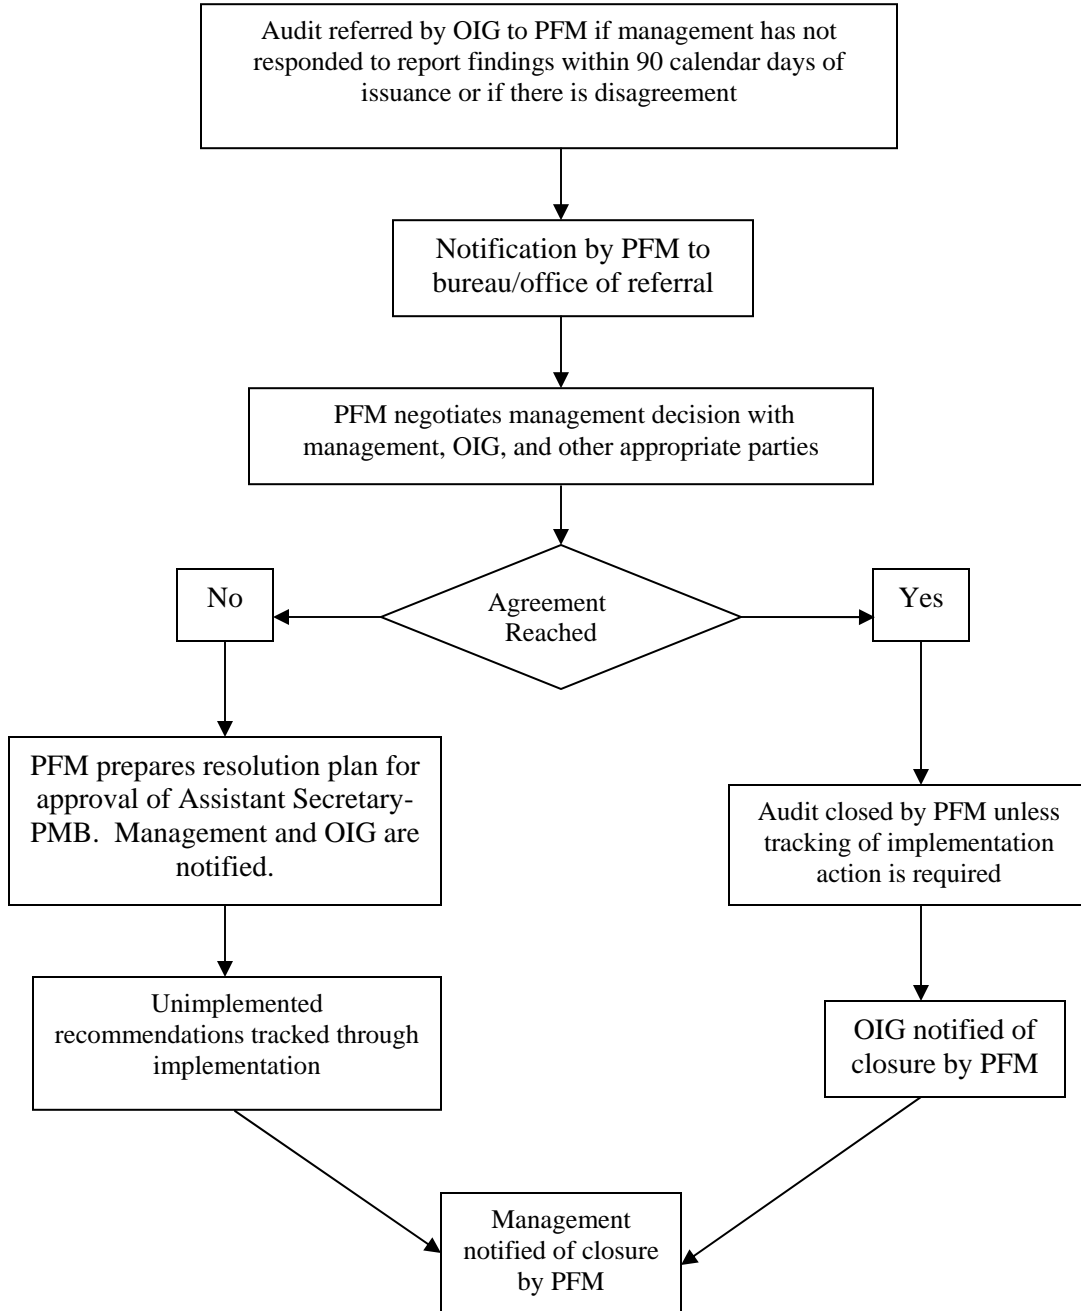 Audit referred by OIG to PFM if management has not
responded to report findings within 90 calendar days of
issuance or if there is disagreement
Notification by PFM to
bureau/office of referral
PFM negotiates management decision with
management, OIG, and other appropriate parties
Agreement
Reached
No
Yes
PFM prepares resolution plan for
approval of Assistant Secretary-
PMB.  Management and OIG are
notified.
Audit closed by PFM unless
tracking of implementation
action is required
Unimplemented
recommendations tracked through
implementation
OIG notified of
closure by PFM
Management
notified of closure
by PFM